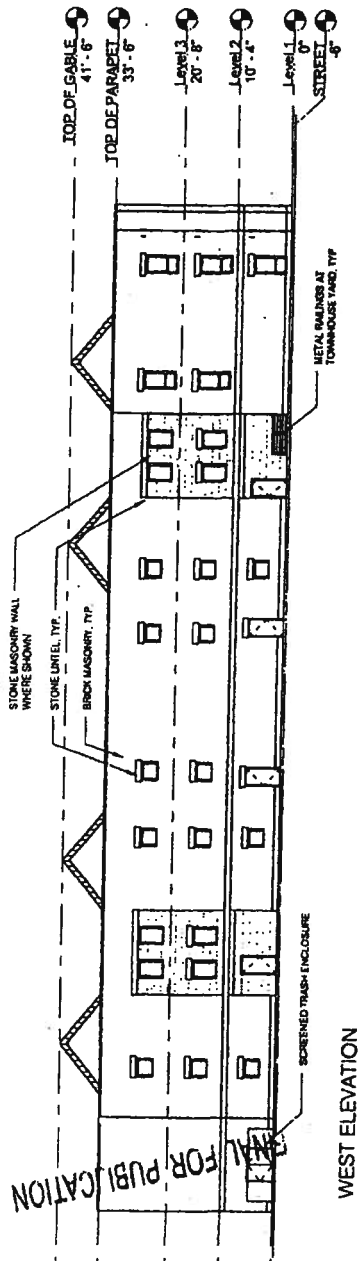 TOP OF GABLE
41' - 6"
TOP OF PARAPET
33' - 6"
Level 3
20' - 8"
Level 2
10' - 4"
Level 1
0"
STREET
-6"
STONE MASONRY WALL
WHERE SHOWN
STONE LINTEL, TYP.
BRICK MASONRY, TYP.
METAL RAILINGS AT
TOWNHOUSE YARD, TYP
SCREENED TRASH ENCLOSURE
NAL FOR PUBLICATION
WEST ELEVATION